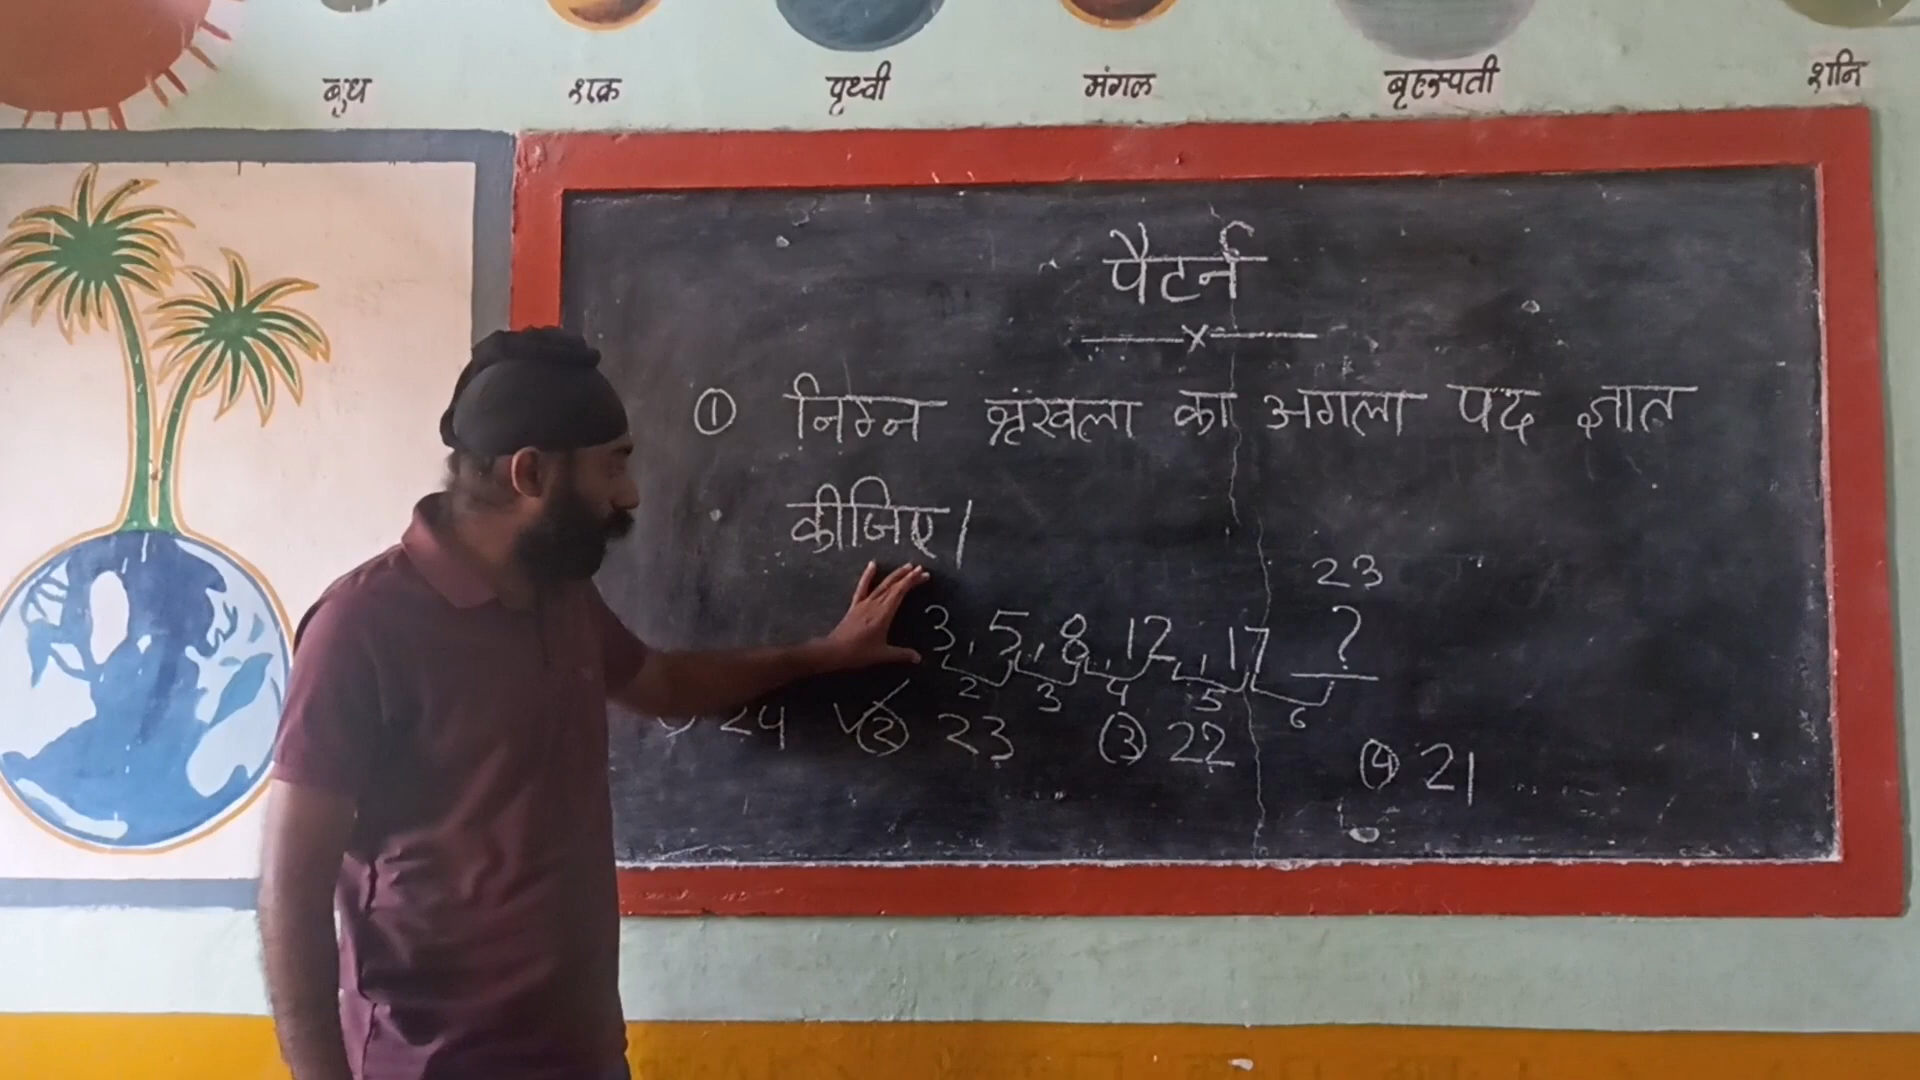 बुध शुक्र पृथ्वी मंगल बृहस्पती शनि
पैटर्न
① निम्न श्रृंखला का अगला पद ज्ञात
कीजिए।
23
3, 5, 8, 12, 17 ?
2 3 4 5 6
24 ② 23 ③ 22 ④ 21